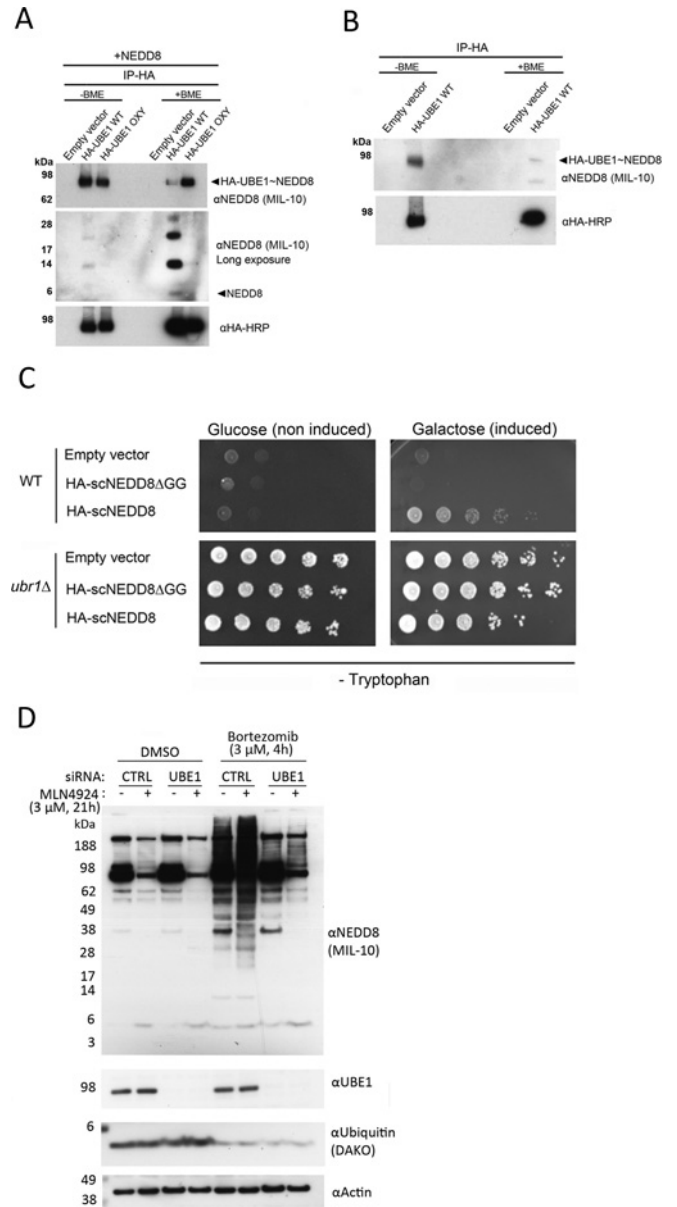 A
+NEDD8
IP-HA
-BME
+BME
Empty vector
HA-UBE1 WT
HA-UBE1 OXY
Empty vector
HA-UBE1 WT
HA-UBE1 OXY
kDa
98
62
HA-UBE1~NEDD8
αNEDD8 (MIL-10)
28
17
14
6
αNEDD8 (MIL-10)
Long exposure
NEDD8
98
αHA-HRP
B
IP-HA
-BME
+BME
Empty vector
HA-UBE1 WT
Empty vector
HA-UBE1 WT
kDa
98
HA-UBE1~NEDD8
αNEDD8 (MIL-10)
98
αHA-HRP
C
Glucose (non induced)
Galactose (induced)
WT
Empty vector
HA-scNEDD8ΔGG
HA-scNEDD8
ubr1Δ
Empty vector
HA-scNEDD8ΔGG
HA-scNEDD8
- Tryptophan
D
DMSO
Bortezomib
(3 μM, 4h)
siRNA: CTRL UBE1 CTRL UBE1
MLN4924 : - + - + - + - +
(3 μM, 21h)
kDa
188
98
62
49
38
28
17
14
6
3
αNEDD8
(MIL-10)
98
αUBE1
6
αUbiquitin
(DAKO)
49
38
αActin